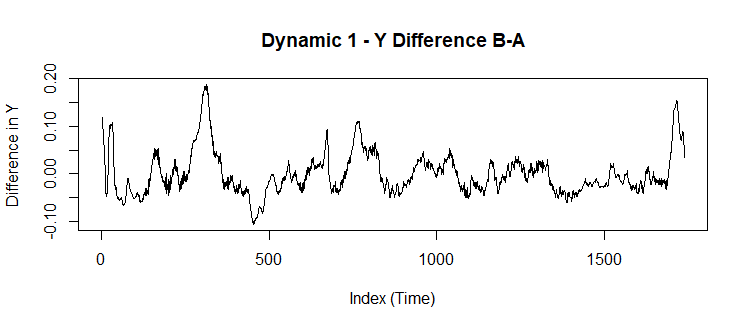 Dynamic 1 - Y Difference B-A
Difference in Y
0.20
0.10
0.00
-0.10
0 500 1000 1500
Index (Time)